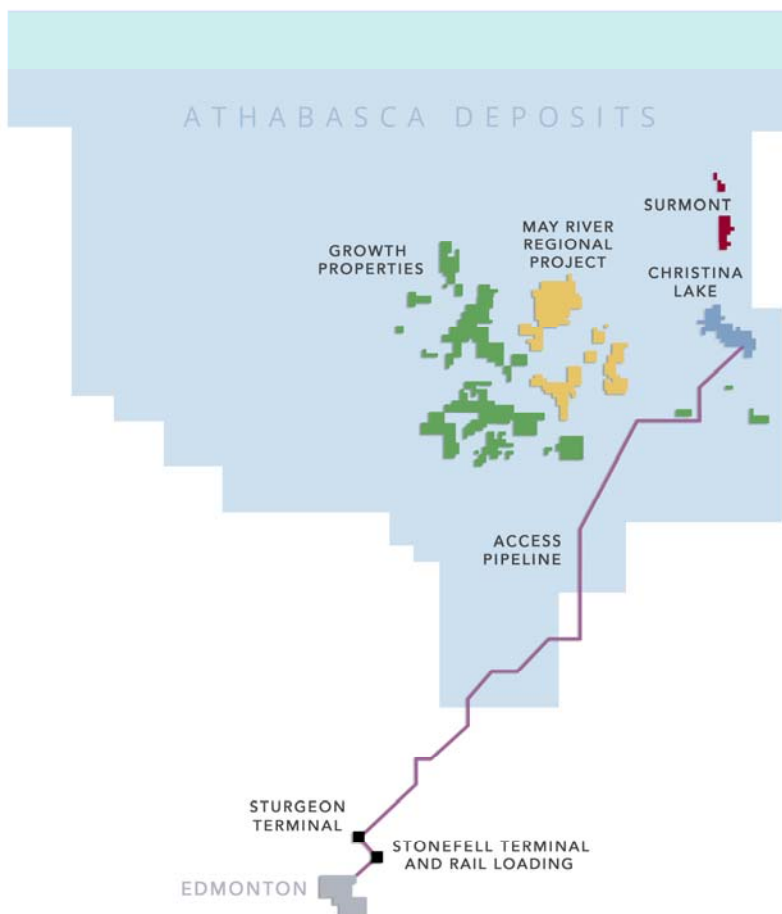 ATHABASCA DEPOSITS
SURMONT
MAY RIVER
REGIONAL
PROJECT
GROWTH
PROPERTIES
CHRISTINA
LAKE
ACCESS
PIPELINE
STURGEON
TERMINAL
STONEFELL TERMINAL
AND RAIL LOADING
EDMONTON